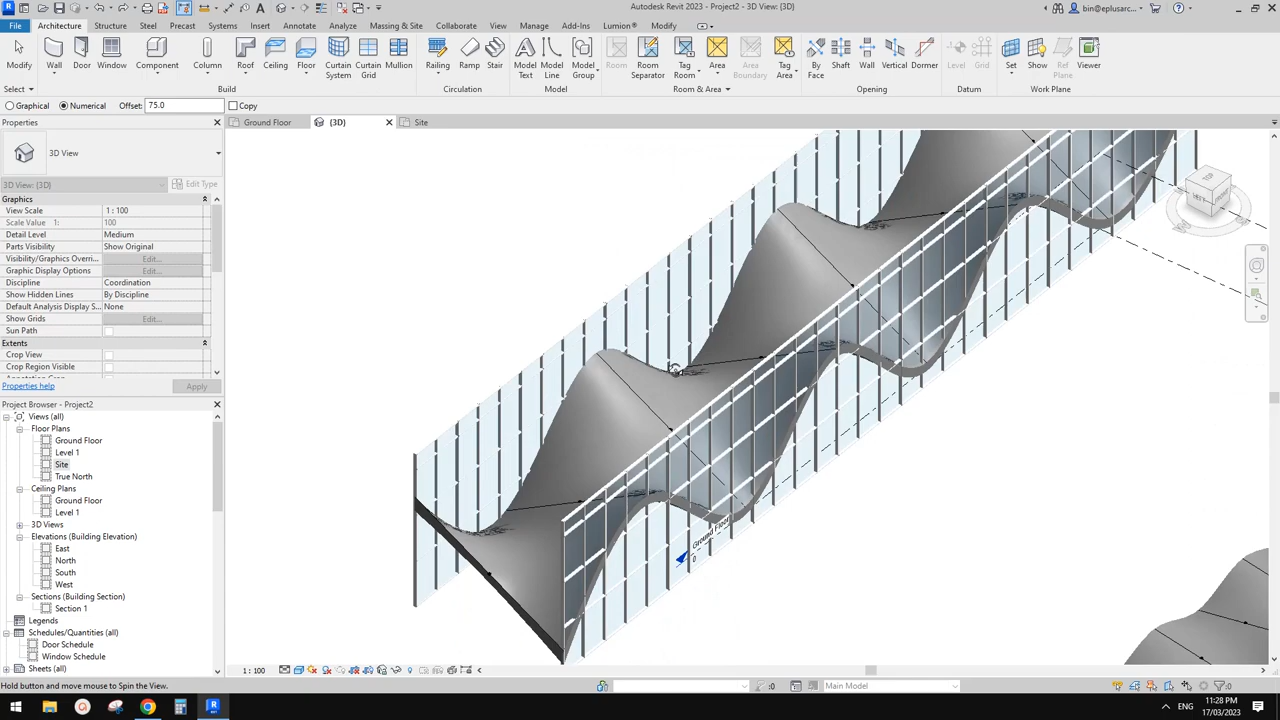 Autodesk Revit 2023 - Project2 - 3D View: {3D}
bin@eplusarc...
File Architecture Structure Steel Precast Systems Insert Annotate Analyze Massing & Site Collaborate View Manage Add-Ins Lumion® Modify
Modify Wall Door Window Component Column Roof Ceiling Floor Curtain System Curtain Grid Mullion Railing Ramp Stair Model Text Model Line Model Group Room Room Separator Tag Room Area Area Boundary Tag Area By Face Shaft Wall Vertical Dormer Level Grid Set Show Ref Plane Viewer
Select Build Circulation Model Room & Area Opening Datum Work Plane
Graphical Numerical Offset: 75.0 Copy
Properties
Ground Floor {3D} Site
3D View
3D View: {3D} Edit Type
Graphics
View Scale 1 : 100
Scale Value 1: 100
Detail Level Medium
Parts Visibility Show Original
Visibility/Graphics Overri... Edit...
Graphic Display Options Edit...
Discipline Coordination
Show Hidden Lines By Discipline
Default Analysis Display S... None
Show Grids Edit...
Sun Path
Extents
Crop View
Crop Region Visible
Properties help Apply
Project Browser - Project2
Views (all)
Floor Plans
Ground Floor
Level 1
Site
True North
Ceiling Plans
Ground Floor
Level 1
3D Views
Elevations (Building Elevation)
East
North
South
West
Sections (Building Section)
Section 1
Legends
Schedules/Quantities (all)
Door Schedule
Window Schedule
Sheets (all)
Ground Floor
0
1 : 100
Hold button and move mouse to Spin the View.
:0 Main Model :0
ENG
11:28 PM
17/03/2023